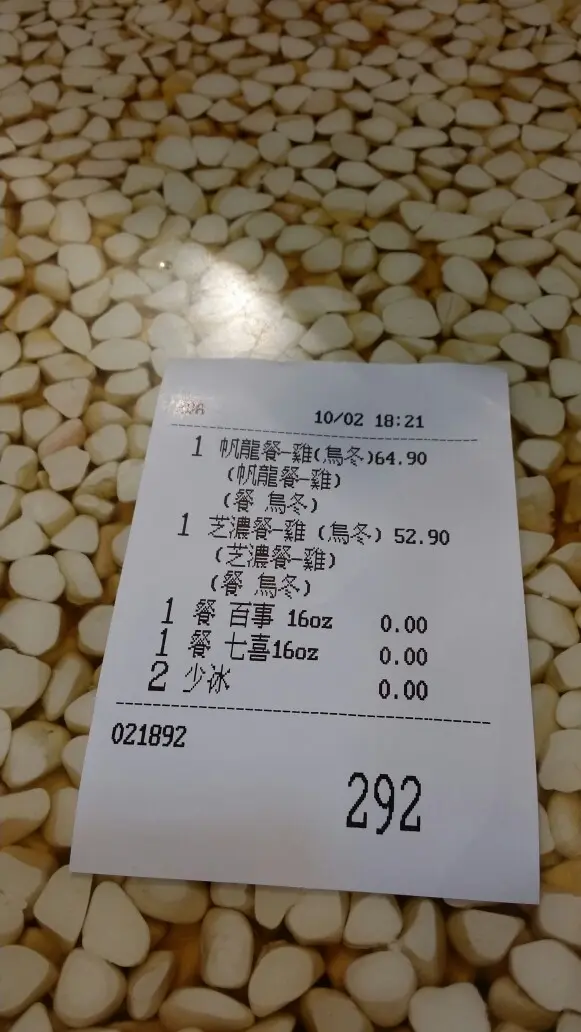 10/02 18:21
1 帆龍餐-雞(烏冬)64.90
(帆龍餐-雞)
(餐 烏冬)
1 芝濃餐-雞 (烏冬) 52.90
(芝濃餐-雞)
(餐 烏冬)
1 餐 百事 16oz 0.00
1 餐 七喜16oz 0.00
2 少冰 0.00
021892
292